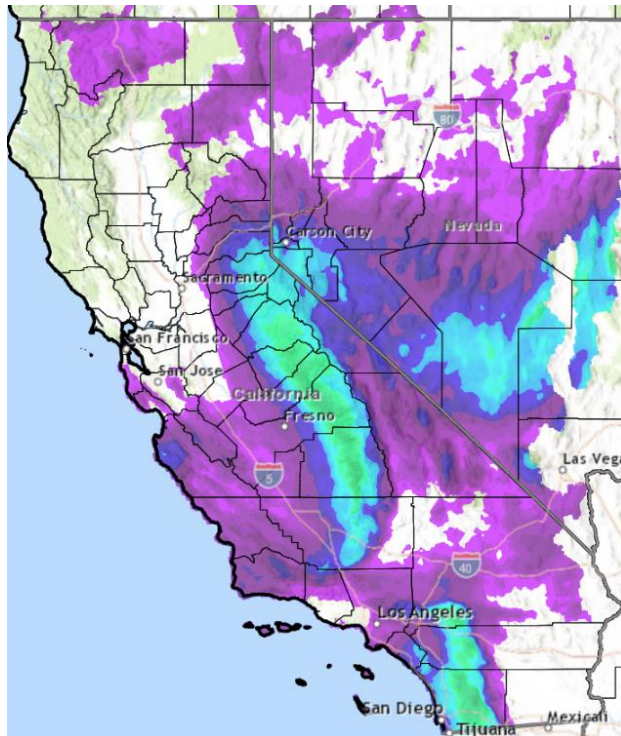 80
Nevada
Carson City
Sacramento
San Francisco
San Jose
California
Fresno
5
Las Vega
40
Los Angeles
San Diego
Tijuana
Mexicali